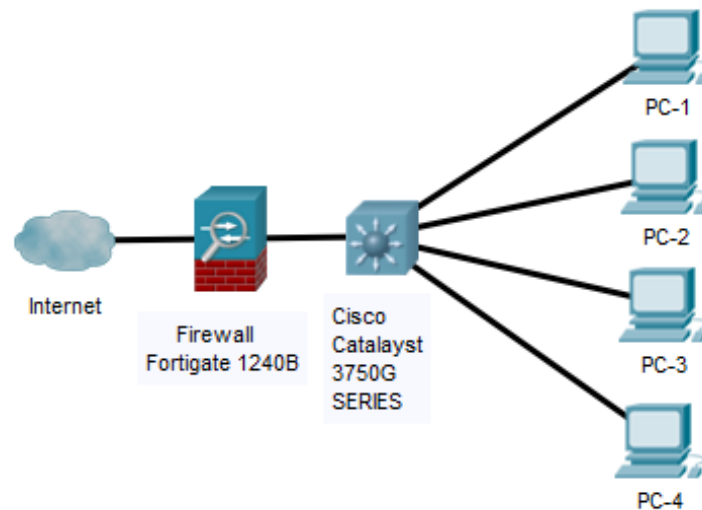 PC-1
PC-2
Internet
Firewall
Fortigate 1240B
Cisco
Catalayst
3750G
SERIES
PC-3
PC-4